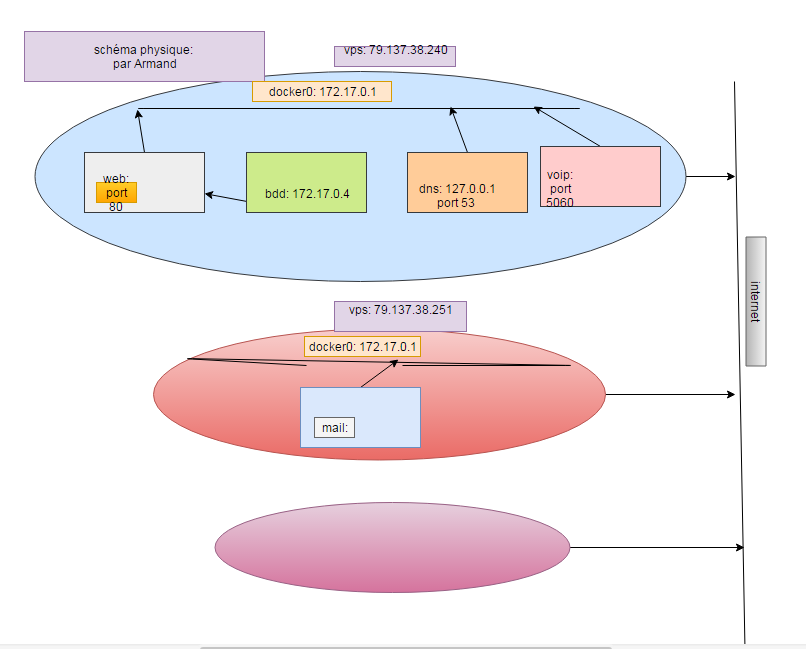 schéma physique:
par Armand
vps: 79.137.38.240
docker0: 172.17.0.1
web:
port
80
bdd: 172.17.0.4
dns: 127.0.0.1
port 53
voip:
port
5060
internet
vps: 79.137.38.251
docker0: 172.17.0.1
mail: